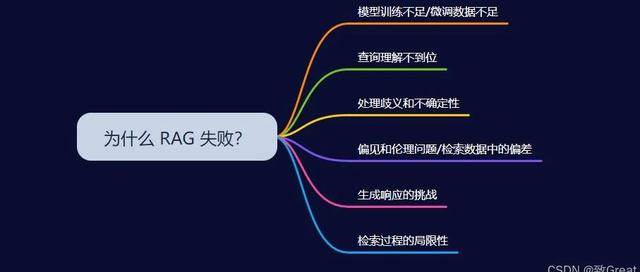 模型训练不足/微调数据不足
查询理解不到位
处理歧义和不确定性
为什么 RAG 失败?
偏见和伦理问题/检索数据中的偏差
生成响应的挑战
检索过程的局限性
CSDN @致Great